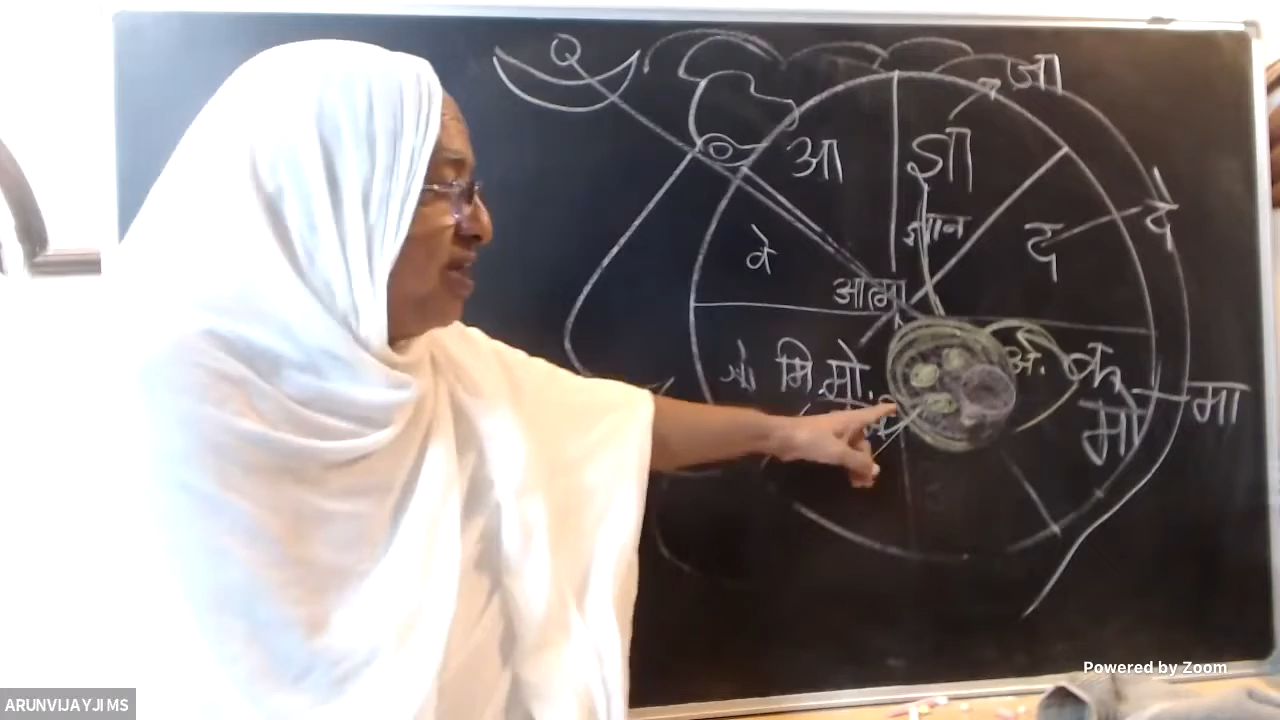 जा
आ ज्ञा
ज्ञान
वे द दे
आत्मा
मि. मो. अं. क
मो मा
Powered by Zoom
ARUNVIJAYJI MS